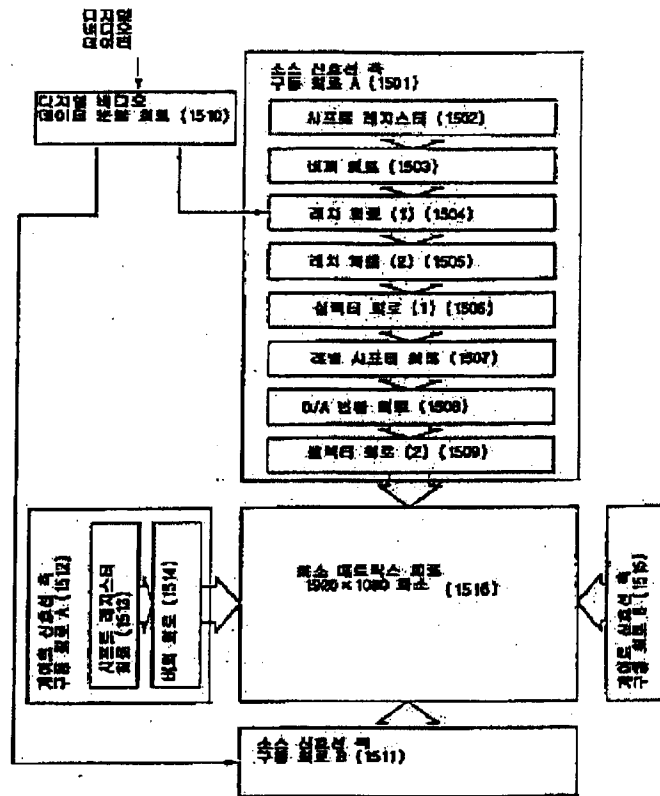 디지털
비디오
데이터
디지털 비디오
데이터 분할 회로 (1510)
소스 신호선 측
구동 회로 A (1501)
시프트 레지스터 (1502)
버퍼 회로 (1503)
래치 회로 (1) (1504)
래치 회로 (2) (1505)
실렉터 회로 (1) (1506)
레벨 시프터 회로 (1507)
D/A 변환 회로 (1508)
실렉터 회로 (2) (1509)
게이트 신호선 측
구동 회로 A (1512)
시프트 레지스터
회로 (1513)
버퍼 회로 (1514)
화소 매트릭스 회로
1920×1080 화소 (1516)
게이트 신호선 측
구동 회로 B (1515)
소스 신호선 측
구동 회로 B (1511)